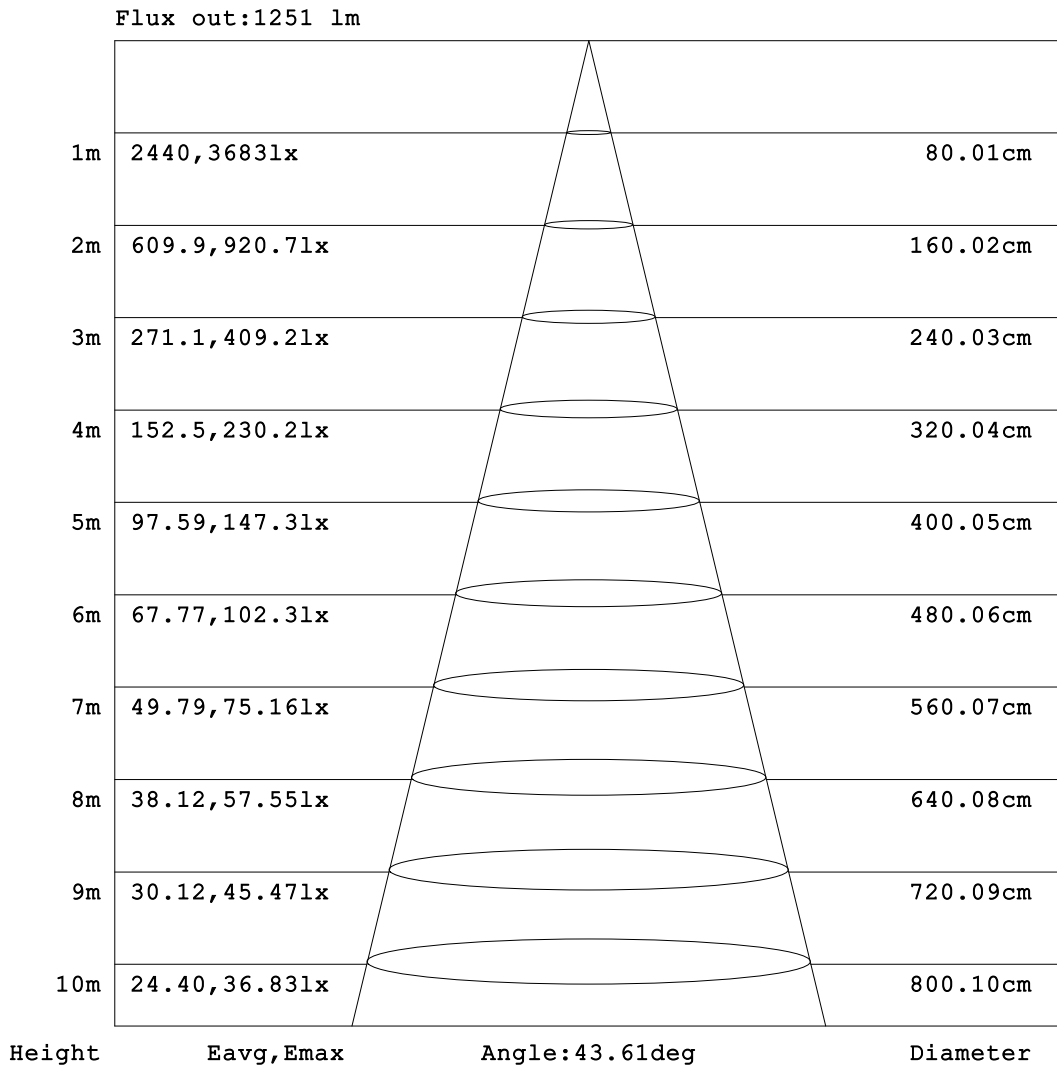 Flux out:1251 lm
1m 2440,3683lx 80.01cm
2m 609.9,920.7lx 160.02cm
3m 271.1,409.2lx 240.03cm
4m 152.5,230.2lx 320.04cm
5m 97.59,147.3lx 400.05cm
6m 67.77,102.3lx 480.06cm
7m 49.79,75.16lx 560.07cm
8m 38.12,57.55lx 640.08cm
9m 30.12,45.47lx 720.09cm
10m 24.40,36.83lx 800.10cm
Height Eavg,Emax Angle:43.61deg Diameter